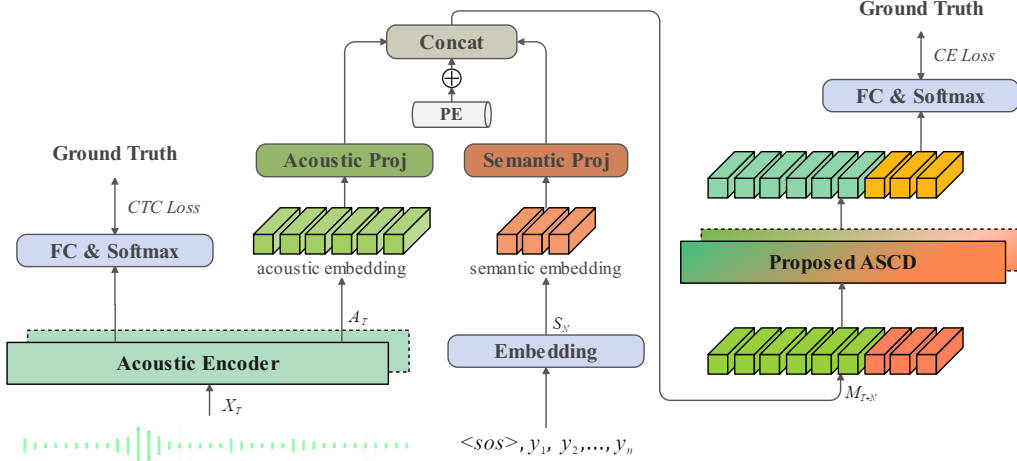 Ground Truth
CTC Loss
FC & Softmax
Acoustic Encoder
X_T
A_T
acoustic embedding
Acoustic Proj
Concat
PE
Semantic Proj
semantic embedding
S_N
Embedding
<sos>, y_1, y_2,..., y_n
Ground Truth
CE Loss
FC & Softmax
Proposed ASCD
M_{T+N}